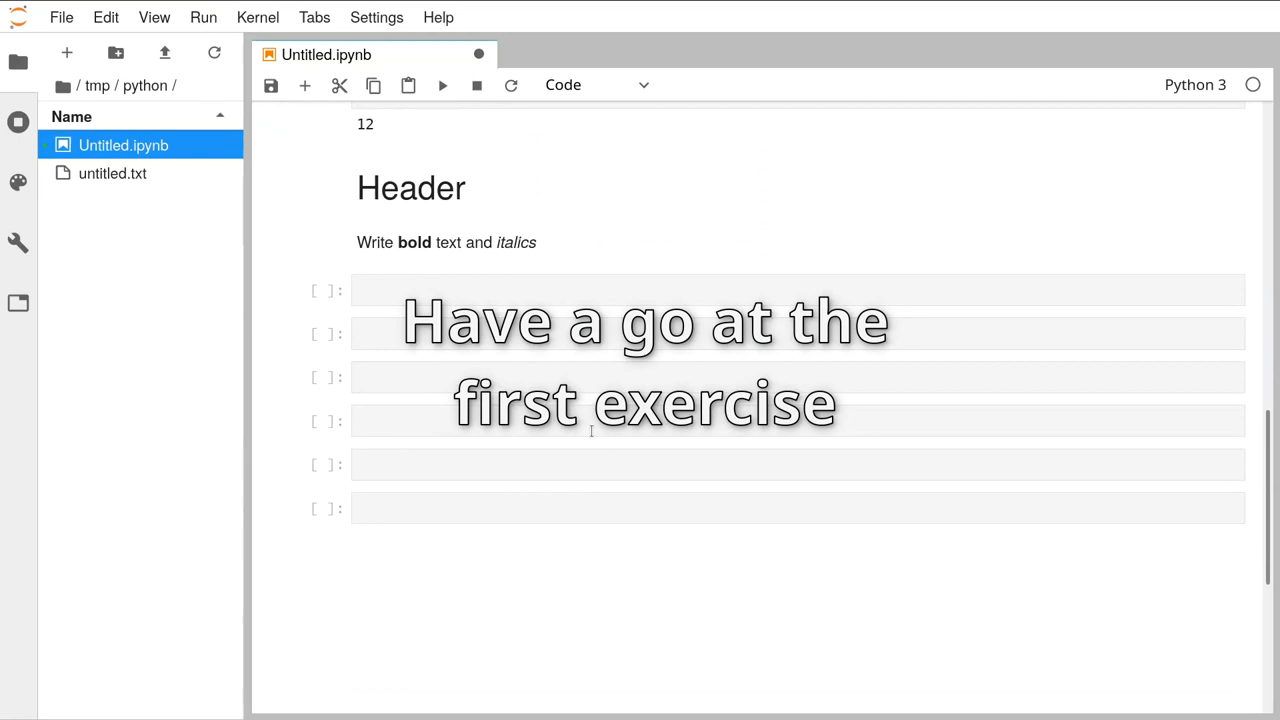 File Edit View Run Kernel Tabs Settings Help
Untitled.ipynb
/ tmp / python /
Code
Python 3
Name
Untitled.ipynb
untitled.txt
12
Header
Write bold text and italics
[ ]:
[ ]:
[ ]:
[ ]:
[ ]:
[ ]:
Have a go at the
first exercise